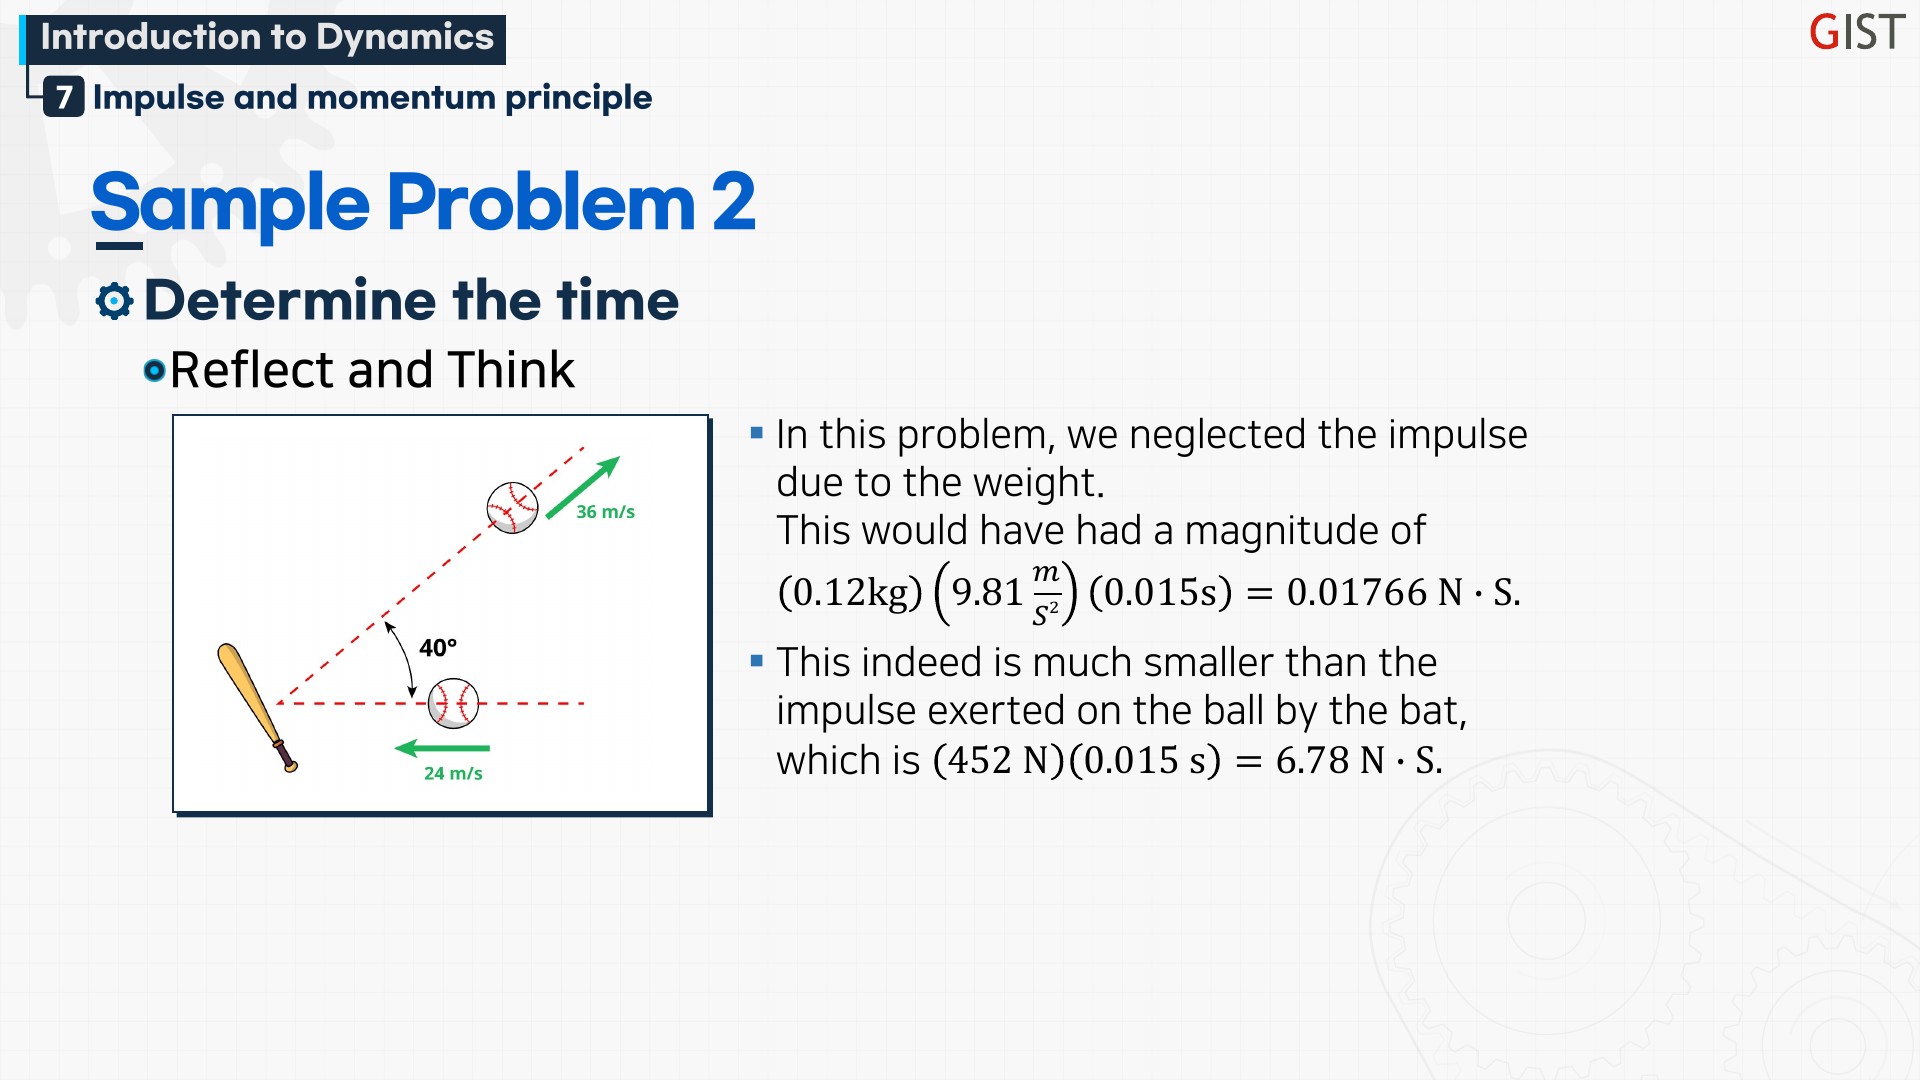 Introduction to Dynamics
GIST
7 Impulse and momentum principle
Sample Problem 2
Determine the time
Reflect and Think
36 m/s
40°
24 m/s
▪ In this problem, we neglected the impulse
due to the weight.
This would have had a magnitude of
(0.12kg) (9.81 m/S²) (0.015s) = 0.01766 N · S.
▪ This indeed is much smaller than the
impulse exerted on the ball by the bat,
which is (452 N)(0.015 s) = 6.78 N · S.